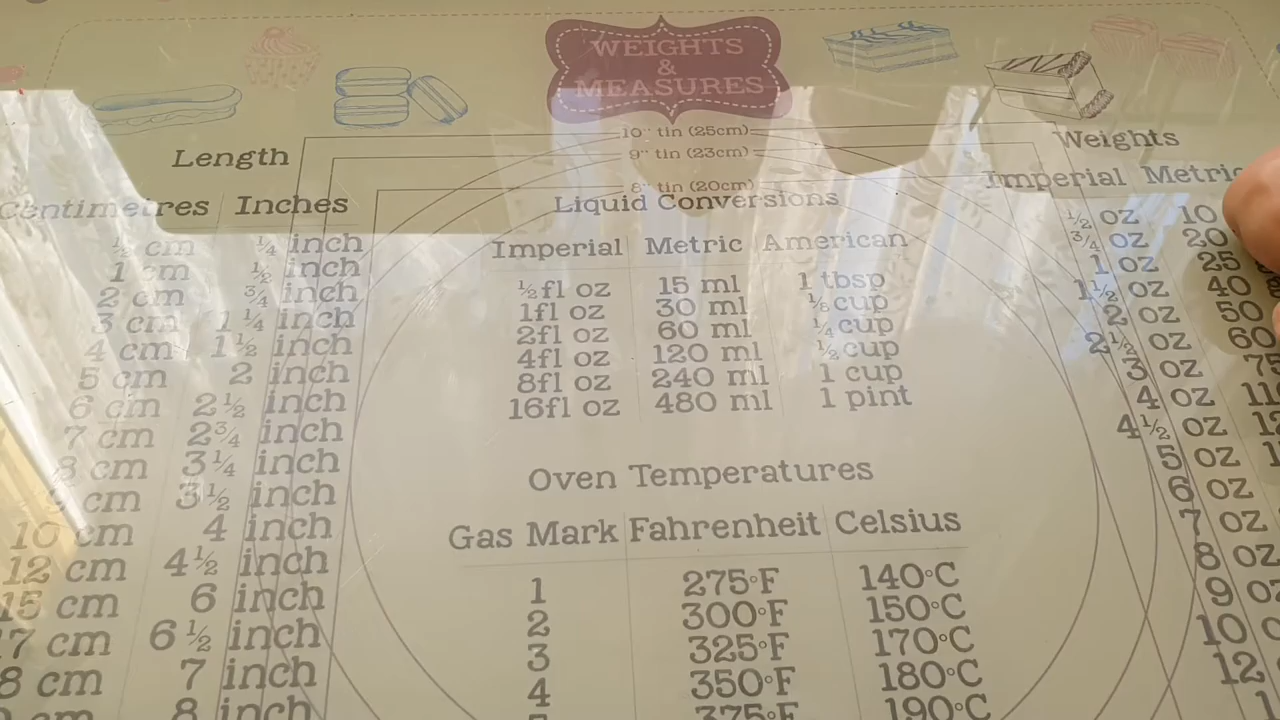 WEIGHTS
&
MEASURES
10" tin (25cm)
9" tin (23cm)
8" tin (20cm)
Length
Centimetres Inches
½ cm ¼ inch
1 cm ½ inch
2 cm ¾ inch
3 cm 1¼ inch
4 cm 1½ inch
5 cm 2 inch
6 cm 2½ inch
7 cm 2¾ inch
8 cm 3¼ inch
9 cm 3½ inch
10 cm 4 inch
12 cm 4½ inch
15 cm 6 inch
7 cm 6½ inch
8 cm 7 inch
cm 8 inch
Liquid Conversions
Imperial Metric American
½fl oz 15 ml 1 tbsp
1fl oz 30 ml ⅛ cup
2fl oz 60 ml ¼ cup
4fl oz 120 ml ½ cup
8fl oz 240 ml 1 cup
16fl oz 480 ml 1 pint
Oven Temperatures
Gas Mark Fahrenheit Celsius
1 275°F 140°C
2 300°F 150°C
3 325°F 170°C
4 350°F 180°C
375°F 190°C
Weights
Imperial Metric
½ oz 10
¾ oz 20
1 oz 25
1½ oz 40
2 oz 50
2½ oz 60
3 oz 75
4 oz 11
4½ oz 12
5 oz 1
6 oz
7 oz
8 oz
9 oz
10
12